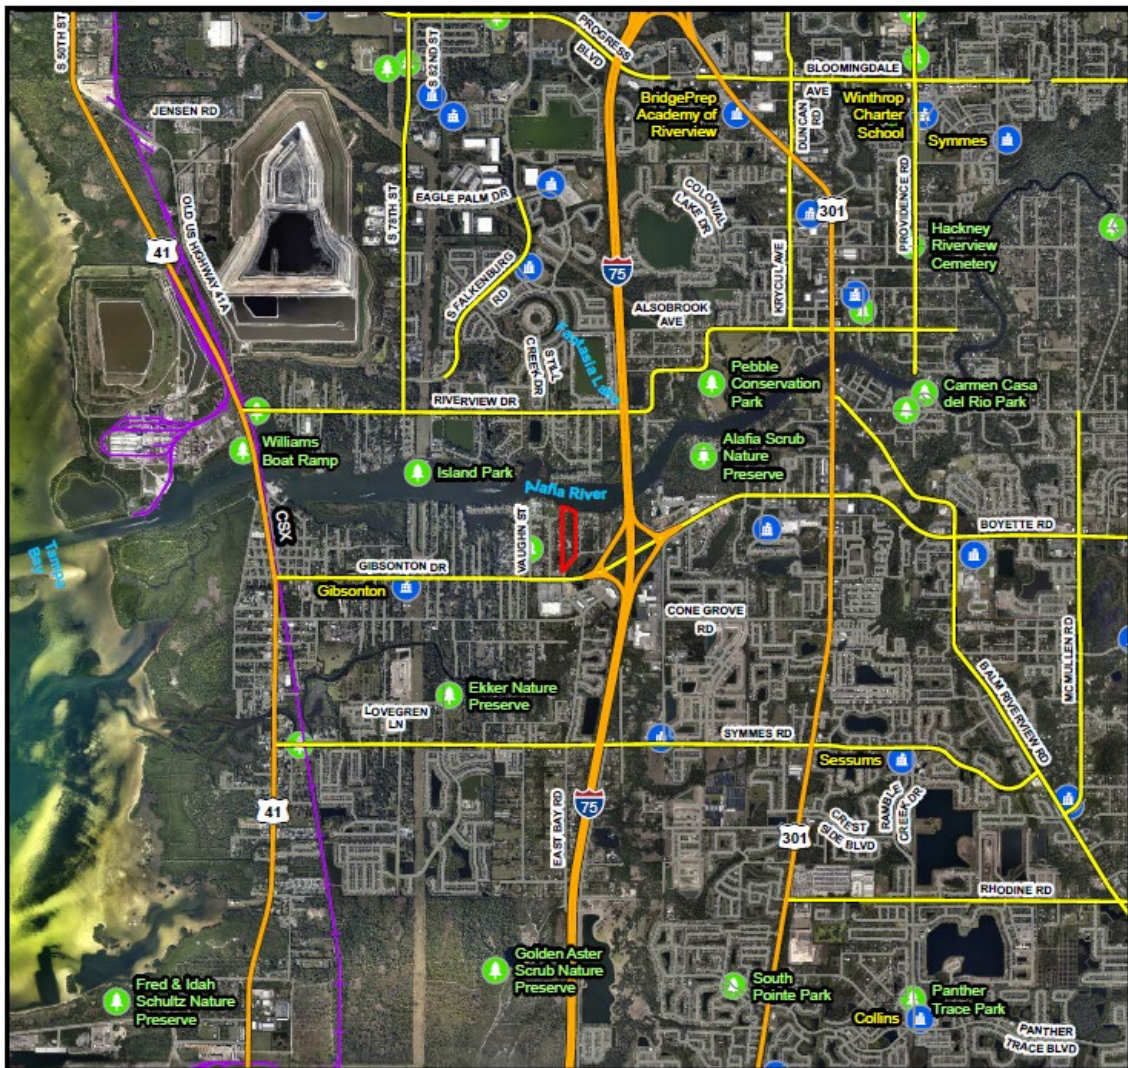 S 50TH ST
S 82ND ST
PROGRESS
BLVD
BLOOMINGDALE
AVE
JENSEN RD
BridgePrep
Academy of
Riverview
DUNCAN
RD
Winthrop
Charter
School
Symmes
OLD US HIGHWAY 41A
S 78TH ST
EAGLE PALM DR
COLONIAL
LAKE DR
PROVIDENCE RD
301
41
Hackney
Riverview
Cemetery
S FALKENBURG
RD
75
KRYCUL AVE
ALSOBROOK
AVE
Fantasia Lake
STILL
CREEK DR
Pebble
Conservation
Park
Carmen Casa
del Rio Park
RIVERVIEW DR
Williams
Boat Ramp
Island Park
Alafia Scrub
Nature
Preserve
Alafia River
CSX
VAUGHN ST
BOYETTE RD
Tampa
Bay
GIBSONTON DR
Gibsonton
CONE GROVE
RD
MCMULLEN RD
BALM RIVERVIEW RD
Ekker Nature
Preserve
LOVEGREN
LN
SYMMES RD
Sessums
RAMBLE
CREEK DR
41
75
EAST BAY RD
CREST
SIDE BLVD
301
RHODINE RD
Golden Aster
Scrub Nature
Preserve
Fred & Idah
Schultz Nature
Preserve
South
Pointe Park
Panther
Trace Park
Collins
PANTHER
TRACE BLVD